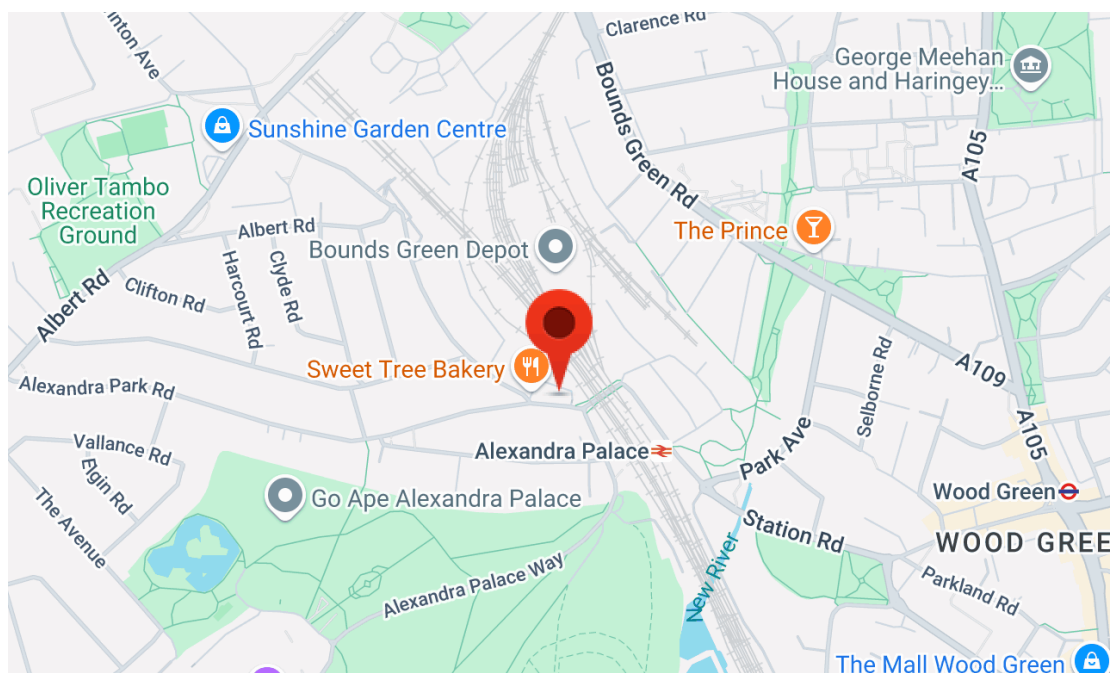 Clarence Rd
George Meehan
House and Haringey...
inton Ave
Sunshine Garden Centre
Bounds Green Rd
A105
Oliver Tambo
Recreation
Ground
Albert Rd
Bounds Green Depot
The Prince
Harcourt Rd
Clyde Rd
Clifton Rd
Albert Rd
Sweet Tree Bakery
A109
Selborne Rd
Alexandra Park Rd
A105
Vallance Rd
Elgin Rd
Alexandra Palace
Park Ave
Wood Green
Go Ape Alexandra Palace
The Avenue
Station Rd
WOOD GREE
New River
Alexandra Palace Way
Parkland Rd
The Mall Wood Green